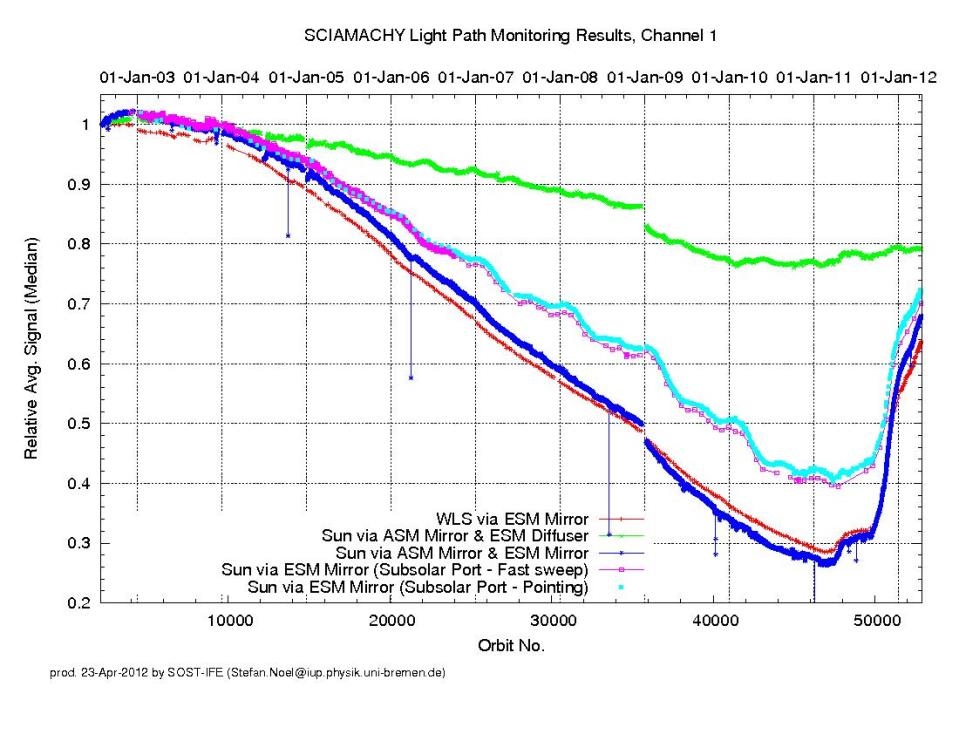 SCIAMACHY Light Path Monitoring Results, Channel 1
01-Jan-03 01-Jan-04 01-Jan-05 01-Jan-06 01-Jan-07 01-Jan-08 01-Jan-09 01-Jan-10 01-Jan-11 01-Jan-12
1
0.9
0.8
0.7
0.6
0.5
0.4
0.3
0.2
Relative Avg. Signal (Median)
WLS via ESM Mirror
Sun via ASM Mirror & ESM Diffuser
Sun via ASM Mirror & ESM Mirror
Sun via ESM Mirror (Subsolar Port - Fast sweep)
Sun via ESM Mirror (Subsolar Port - Pointing)
10000 20000 30000 40000 50000
Orbit No.
prod. 23-Apr-2012 by SOST-IFE (Stefan.Noel@iup.physik.uni-bremen.de)